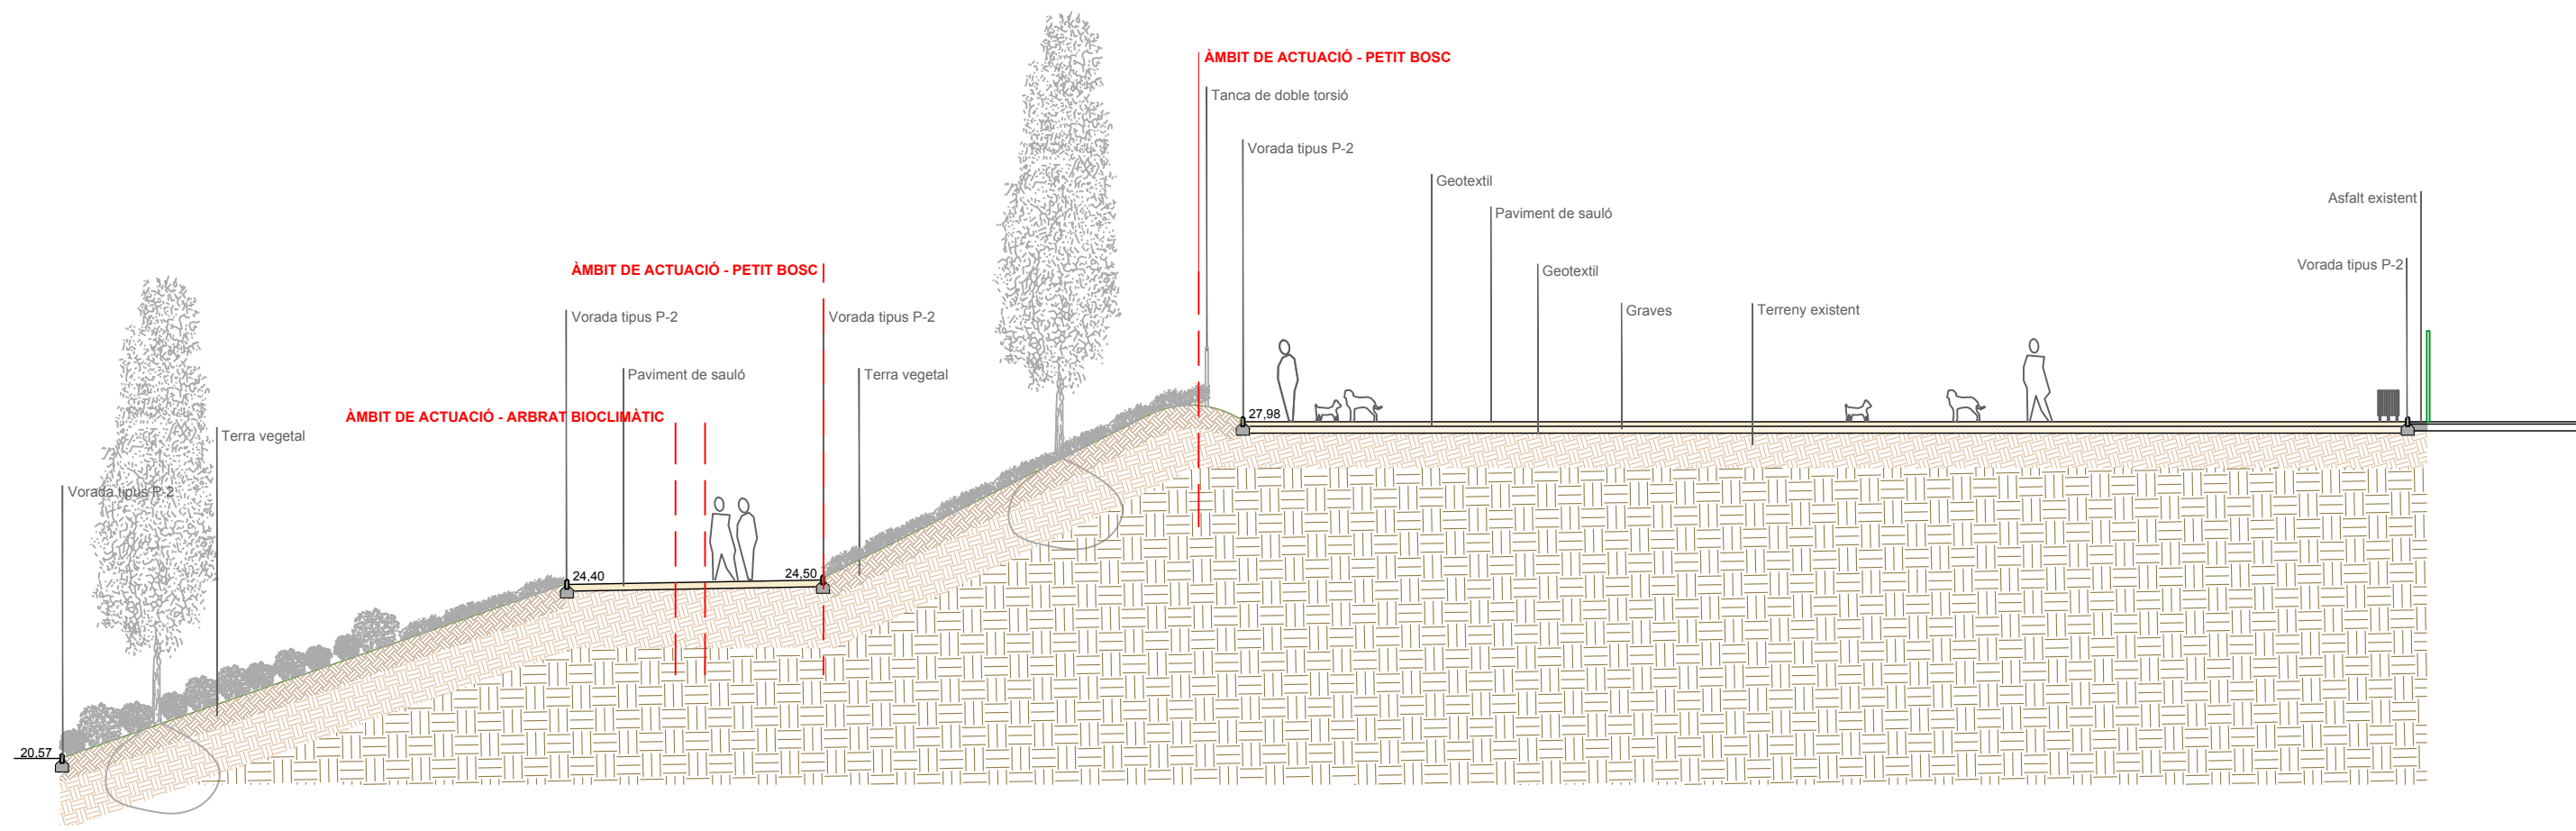 ÀMBIT DE ACTUACIÓ - PETIT BOSC
Tanca de doble torsió
Vorada tipus P-2
Geotextil
Asfalt existent
Paviment de sauló
Vorada tipus P-2
ÀMBIT DE ACTUACIÓ - PETIT BOSC
Geotextil
Graves
Terreny existent
Vorada tipus P-2
Vorada tipus P-2
Paviment de sauló
Terra vegetal
ÀMBIT DE ACTUACIÓ - ARBRAT BIOCLIMÀTIC
27,98
Terra vegetal
Vorada tipus P-2
24,40
24,50
20,57